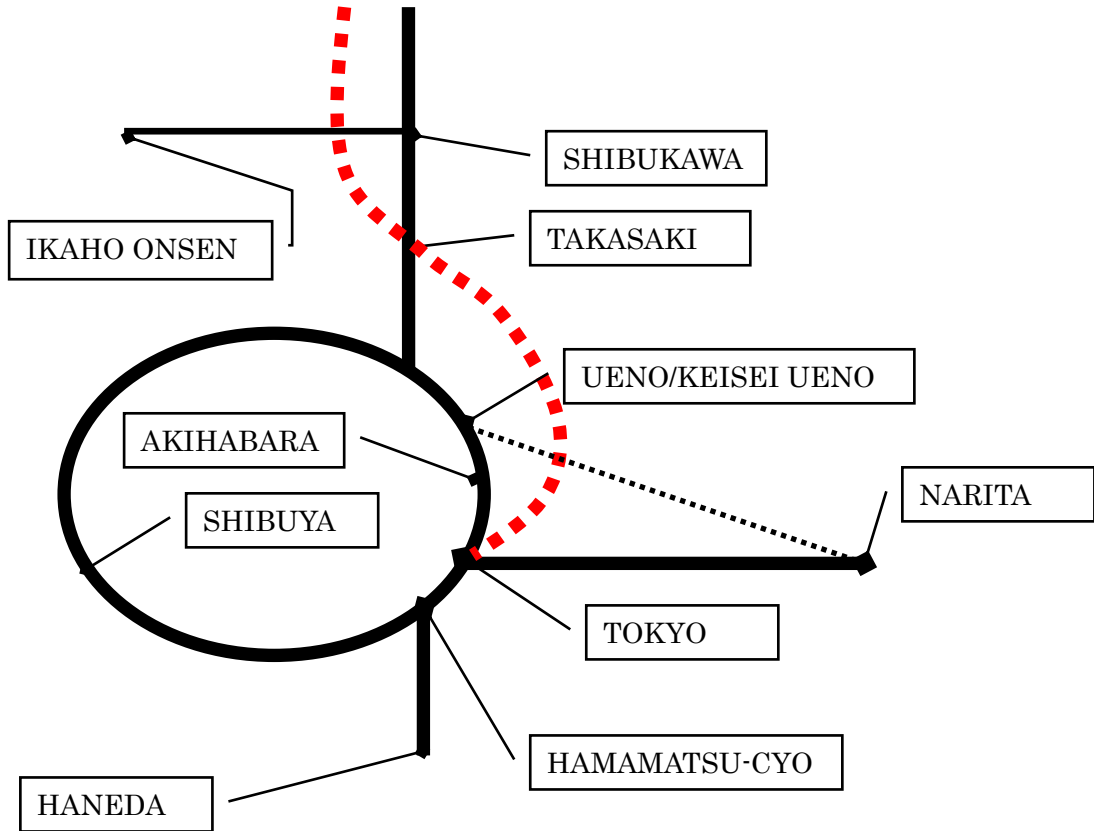 SHIBUKAWA
IKAHO ONSEN
TAKASAKI
UENO/KEISEI UENO
AKIHABARA
NARITA
SHIBUYA
TOKYO
HAMAMATSU-CYO
HANEDA